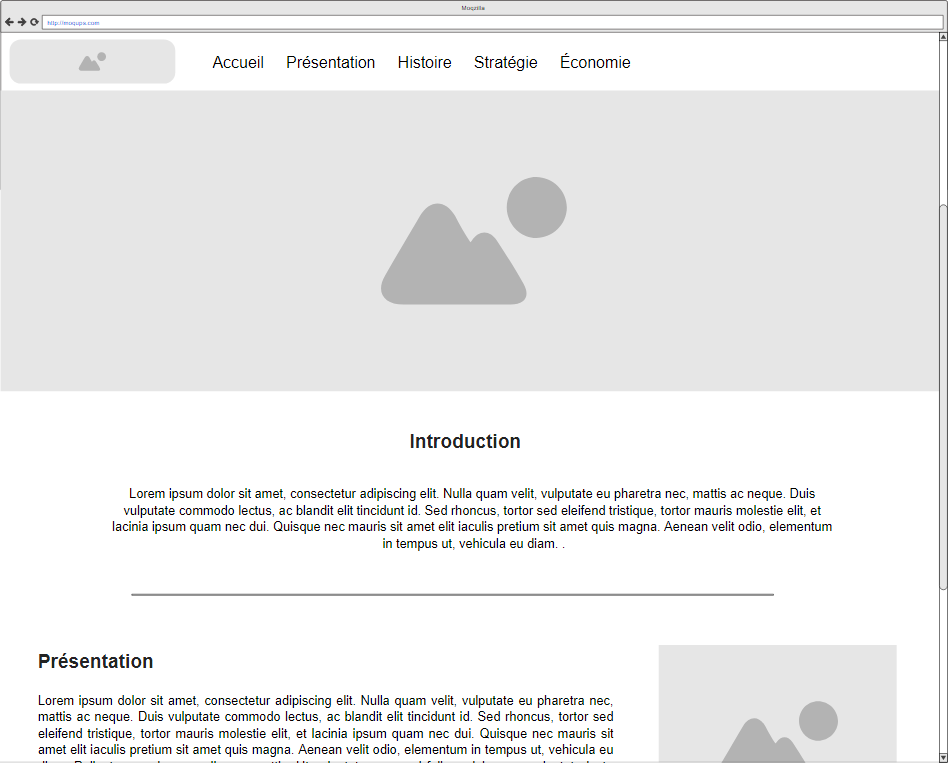 Moqzilla
http://moqups.com
Accueil Présentation Histoire Stratégie Économie
Introduction
Lorem ipsum dolor sit amet, consectetur adipiscing elit. Nulla quam velit, vulputate eu pharetra nec, mattis ac neque. Duis
vulputate commodo lectus, ac blandit elit tincidunt id. Sed rhoncus, tortor sed eleifend tristique, tortor mauris molestie elit, et
lacinia ipsum quam nec dui. Quisque nec mauris sit amet elit iaculis pretium sit amet quis magna. Aenean velit odio, elementum
in tempus ut, vehicula eu diam. .
Présentation
Lorem ipsum dolor sit amet, consectetur adipiscing elit. Nulla quam velit, vulputate eu pharetra nec,
mattis ac neque. Duis vulputate commodo lectus, ac blandit elit tincidunt id. Sed rhoncus, tortor sed
eleifend tristique, tortor mauris molestie elit, et lacinia ipsum quam nec dui. Quisque nec mauris sit
amet elit iaculis pretium sit amet quis magna. Aenean velit odio, elementum in tempus ut, vehicula eu